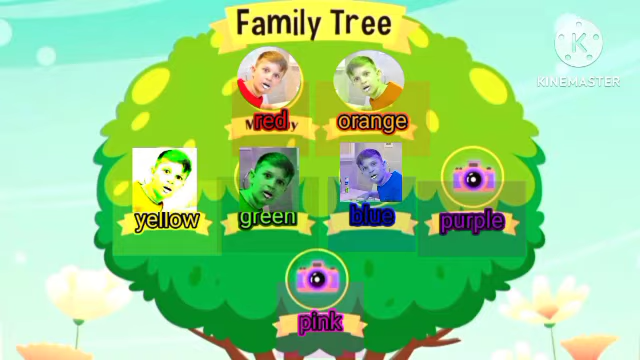 Family Tree
KINEMASTER
red
orange
yellow
green
blue
purple
pink